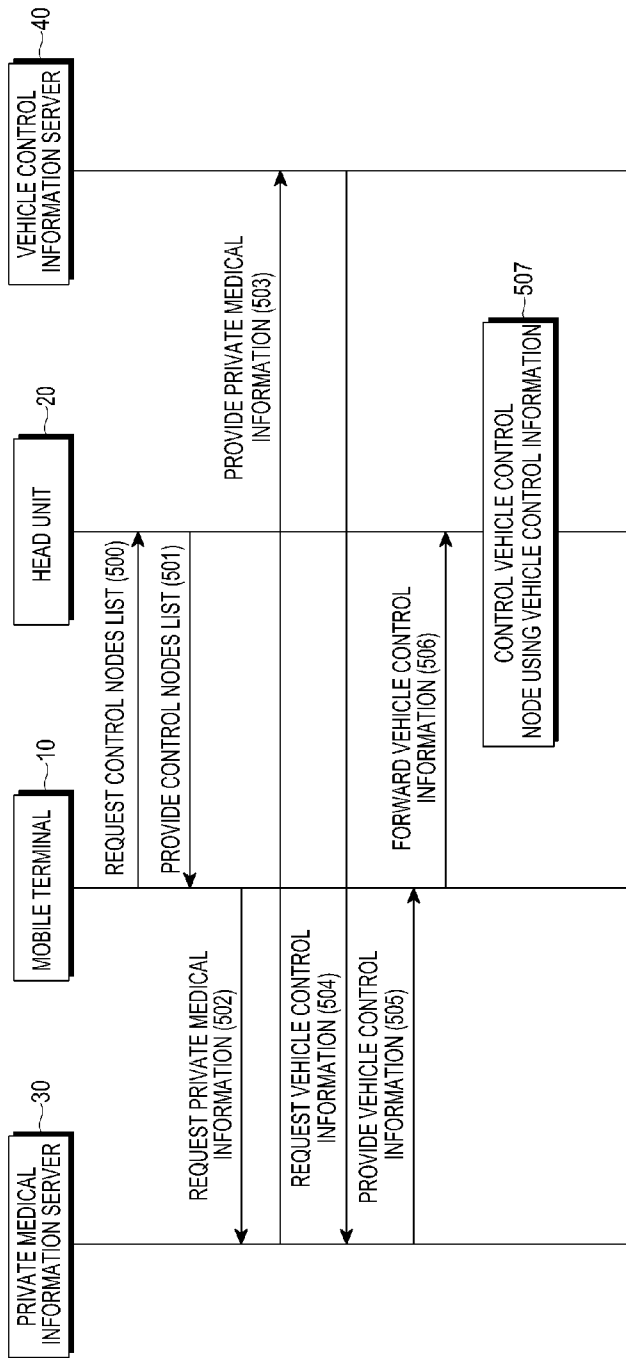 PRIVATE MEDICAL
INFORMATION SERVER
30
MOBILE TERMINAL
10
HEAD UNIT
20
VEHICLE CONTROL
INFORMATION SERVER
40
REQUEST CONTROL NODES LIST (500)
PROVIDE CONTROL NODES LIST (501)
REQUEST PRIVATE MEDICAL
INFORMATION (502)
PROVIDE PRIVATE MEDICAL
INFORMATION (503)
REQUEST VEHICLE CONTROL
INFORMATION (504)
PROVIDE VEHICLE CONTROL
INFORMATION (505)
FORWARD VEHICLE CONTROL
INFORMATION (506)
CONTROL VEHICLE CONTROL
NODE USING VEHICLE CONTROL INFORMATION
507